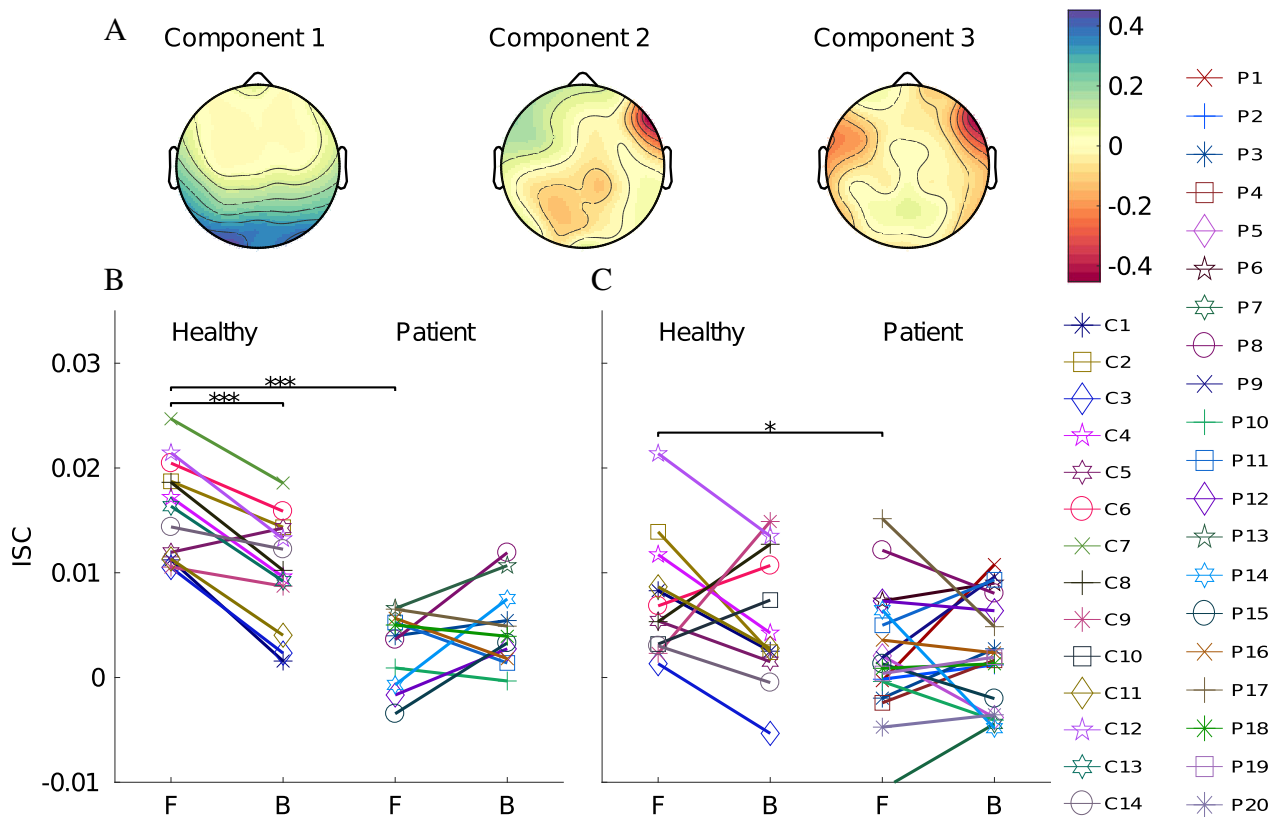 A
Component 1
Component 2
Component 3
0.4
0.2
0
-0.2
-0.4
B
C
Healthy
Patient
Healthy
Patient
***
***
*
ISC
0.03
0.02
0.01
0
-0.01
F
B
F
B
F
B
F
B
C1
C2
C3
C4
C5
C6
C7
C8
C9
C10
C11
C12
C13
C14
P1
P2
P3
P4
P5
P6
P7
P8
P9
P10
P11
P12
P13
P14
P15
P16
P17
P18
P19
P20